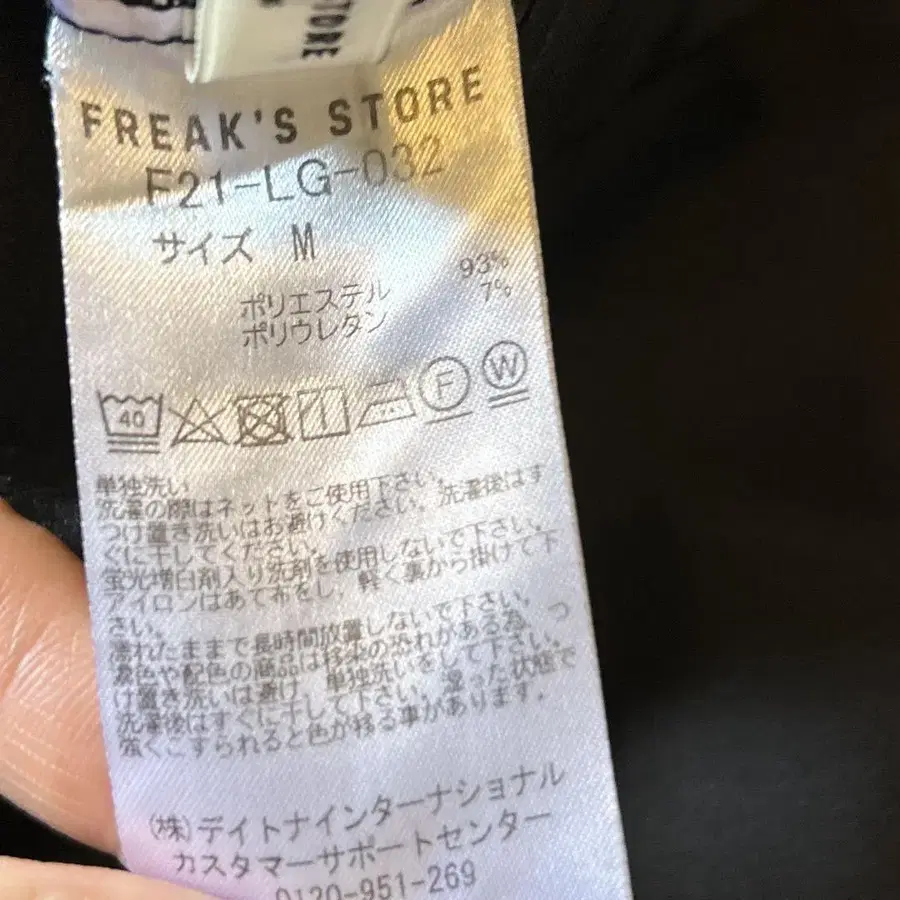 STORE
FREAK'S STORE
F21-LG-032
サイズ M
ポリエステル 93%
ポリウレタン 7%
40 F W
単独洗い
洗濯の際はネットをご使用下さい。
つけ置き洗いはお避けください。洗濯後はす
ぐに干してください。
蛍光増白剤入り洗剤を使用しないで下さい。
アイロンはあて布をし、軽く裏から掛けて下
さい。
濡れたままで長時間放置しないで下さい。
濃色や配色の商品は移染の恐れがある為、つ
け置き洗いは避け、単独洗いをして下さい。
洗濯後はすぐに干して下さい。湿った状態で
強くこすられると色が移る事があります。
(株)デイトナインターナショナル
カスタマーサポートセンター
0120-951-269